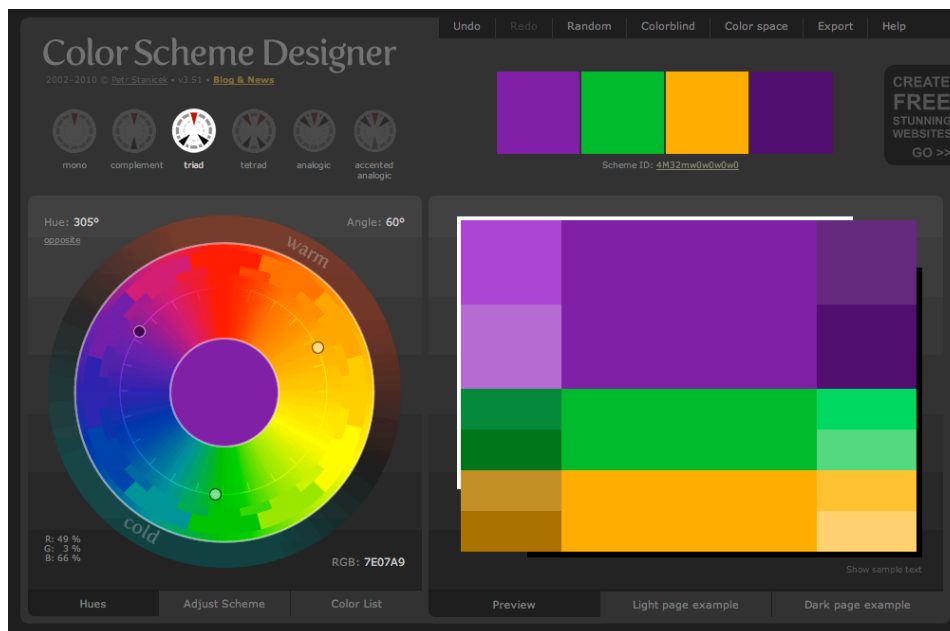 Undo Redo Random Colorblind Color space Export Help
Color Scheme Designer
2002–2010 © Petr Stanicek • v3.51 • Blog & News
mono complement triad tetrad analogic accented analogic
Scheme ID: 4M32mw0w0w0w0
CREATE
FREE
STUNNING
WEBSITES
GO >>
Hue: 305º Angle: 60º
opposite
warm
cold
R: 49 %
G: 3 %
B: 66 %
RGB: 7E07A9
Hues Adjust Scheme Color List
Show sample text
Preview Light page example Dark page example